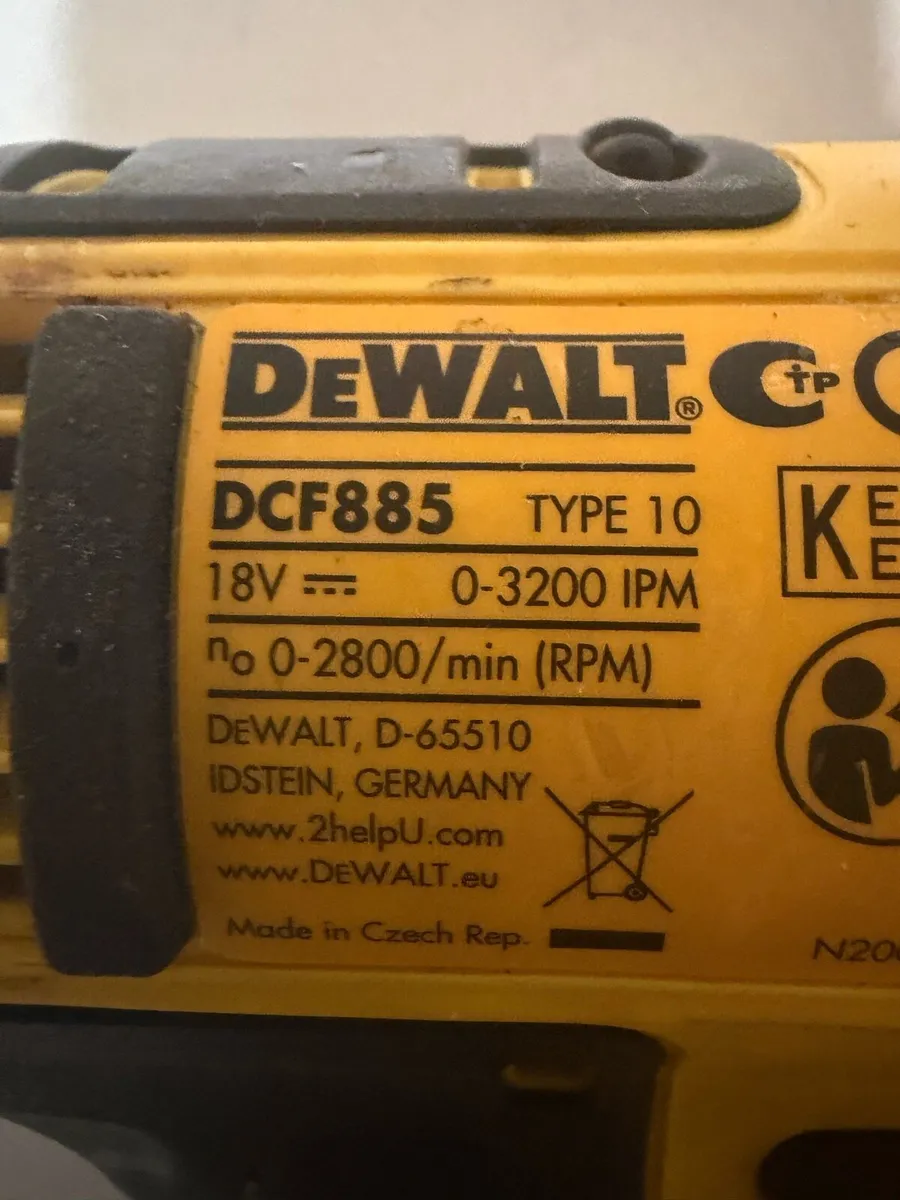 DEWALT®
DCF885 TYPE 10
18V 0-3200 IPM
n₀ 0-2800/min (RPM)
DEWALT, D-65510
IDSTEIN, GERMANY
www.2helpU.com
www.DEWALT.eu
Made in Czech Rep.